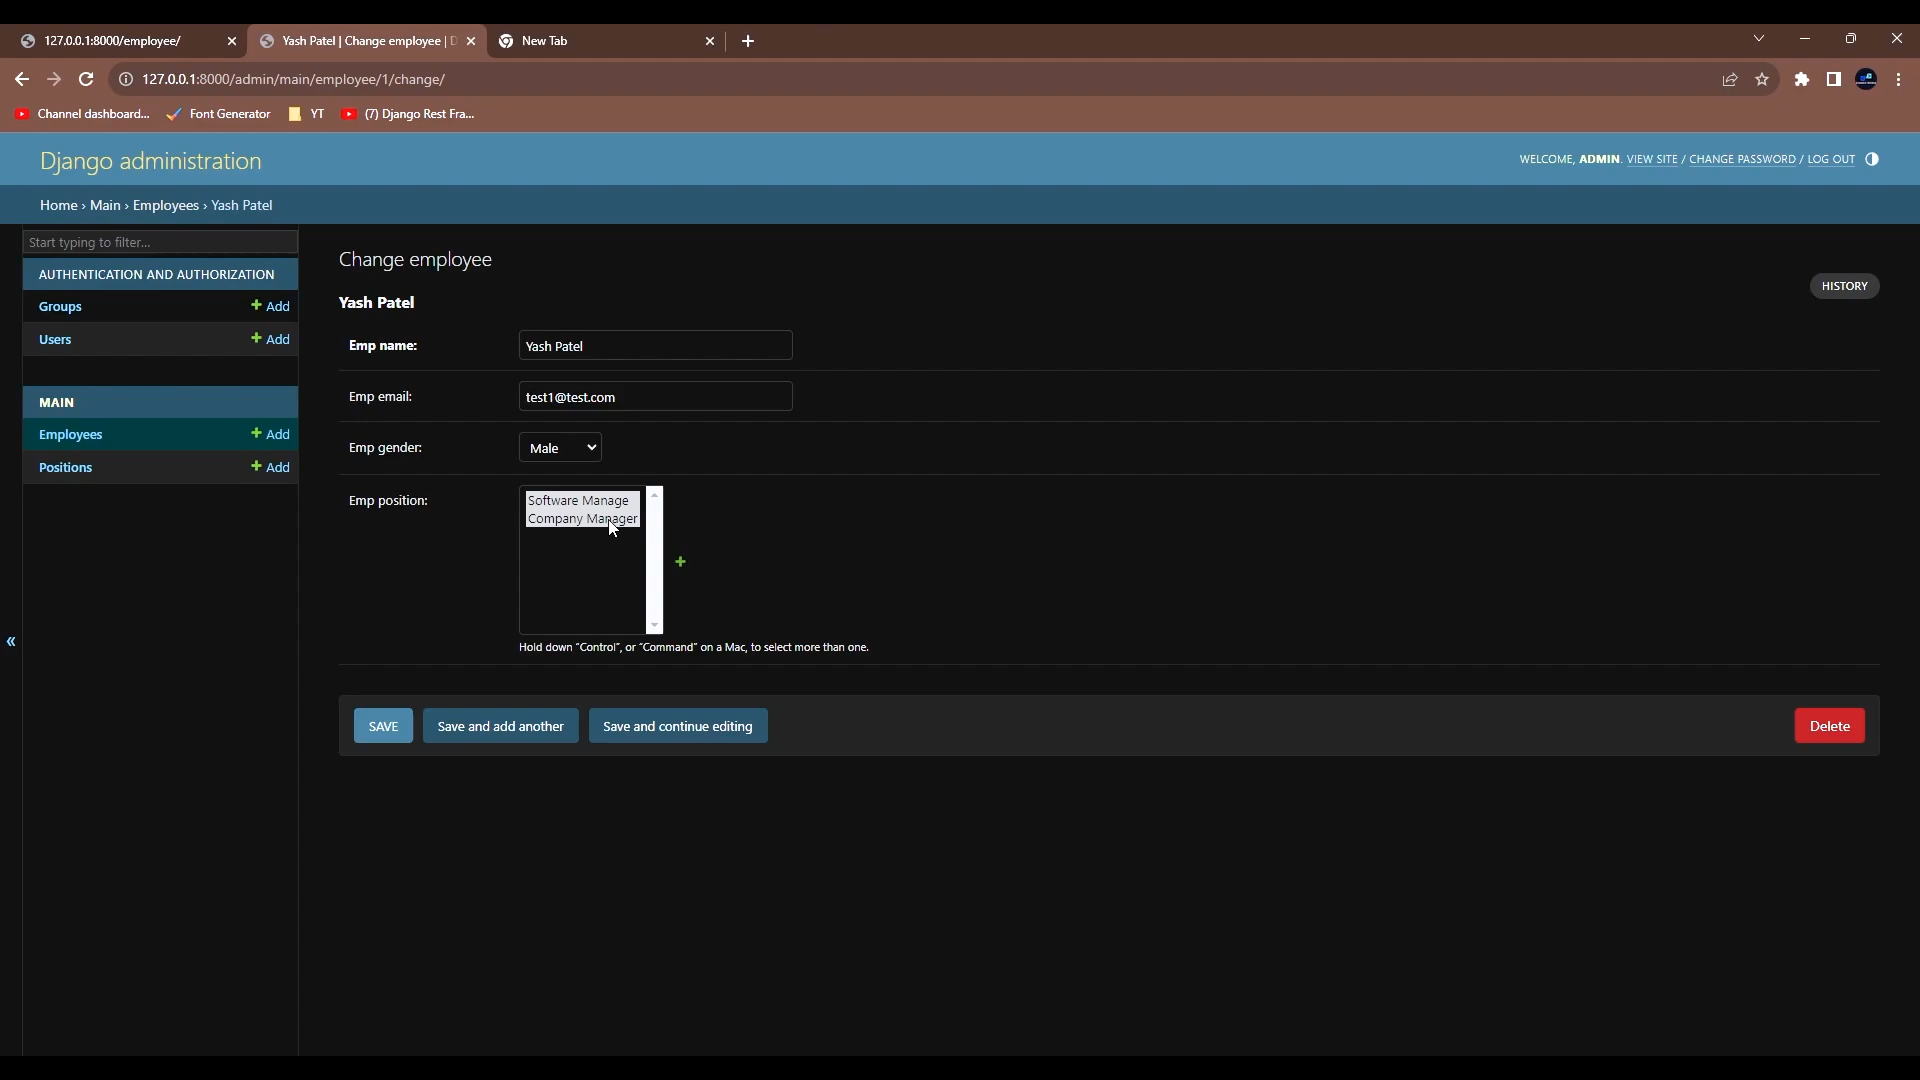 127.0.0.1:8000/employee/
Yash Patel | Change employee | D
New Tab
127.0.0.1:8000/admin/main/employee/1/change/
Channel dashboard...
Font Generator
YT
(7) Django Rest Fra...
Django administration
WELCOME, ADMIN. VIEW SITE / CHANGE PASSWORD / LOG OUT
Home › Main › Employees › Yash Patel
Start typing to filter...
AUTHENTICATION AND AUTHORIZATION
Groups + Add
Users + Add
MAIN
Employees + Add
Positions + Add
«
Change employee
HISTORY
Yash Patel
Emp name: Yash Patel
Emp email: test1@test.com
Emp gender: Male
Emp position:
Software Manage
Company Manager
Hold down "Control", or "Command" on a Mac, to select more than one.
SAVE
Save and add another
Save and continue editing
Delete